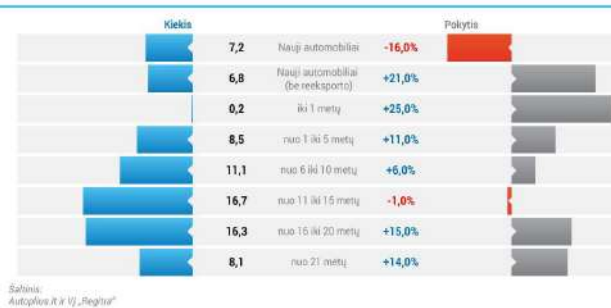 Kiekis Pokytis
7,2 Nauji automobiliai -16,0%
6,8 Nauji automobiliai (be reeksporto) +21,0%
0,2 iki 1 metų +25,0%
8,5 nuo 1 iki 5 metų +11,0%
11,1 nuo 6 iki 10 metų +6,0%
16,7 nuo 11 iki 15 metų -1,0%
16,3 nuo 16 iki 20 metų +15,0%
8,1 nuo 21 metų +14,0%
Šaltinis:
Autoplius.lt ir VĮ „Regitra"